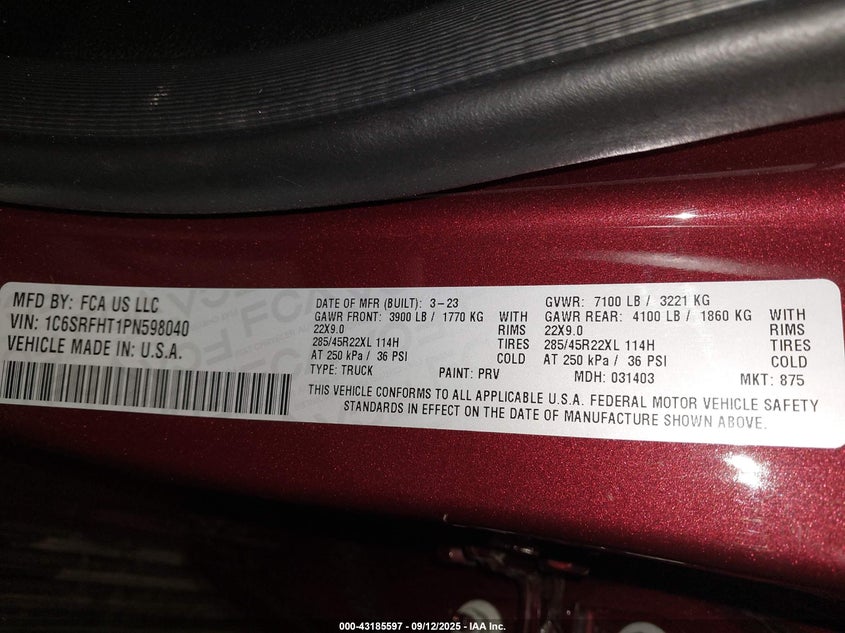 MFD BY: FCA US LLC
VIN: 1C6SRFHT1PN598040
VEHICLE MADE IN: U.S.A.
DATE OF MFR (BUILT): 3-23 GVWR: 7100 LB / 3221 KG
GAWR FRONT: 3900 LB / 1770 KG WITH GAWR REAR: 4100 LB / 1860 KG WITH
22X9.0 RIMS 22X9.0 RIMS
285/45R22XL 114H TIRES 285/45R22XL 114H TIRES
AT 250 kPa / 36 PSI COLD AT 250 kPa / 36 PSI COLD
TYPE: TRUCK PAINT: PRV MDH: 031403 MKT: 875
THIS VEHICLE CONFORMS TO ALL APPLICABLE U.S.A. FEDERAL MOTOR VEHICLE SAFETY
STANDARDS IN EFFECT ON THE DATE OF MANUFACTURE SHOWN ABOVE.
000-43185597 - 09/12/2025 - IAA Inc.